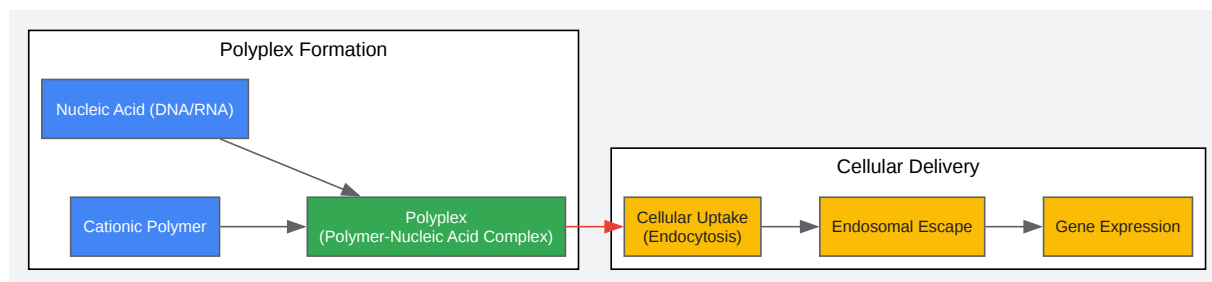 Polyplex Formation
Nucleic Acid (DNA/RNA)
Cationic Polymer
Polyplex
(Polymer-Nucleic Acid Complex)
Cellular Delivery
Cellular Uptake
(Endocytosis)
Endosomal Escape
Gene Expression